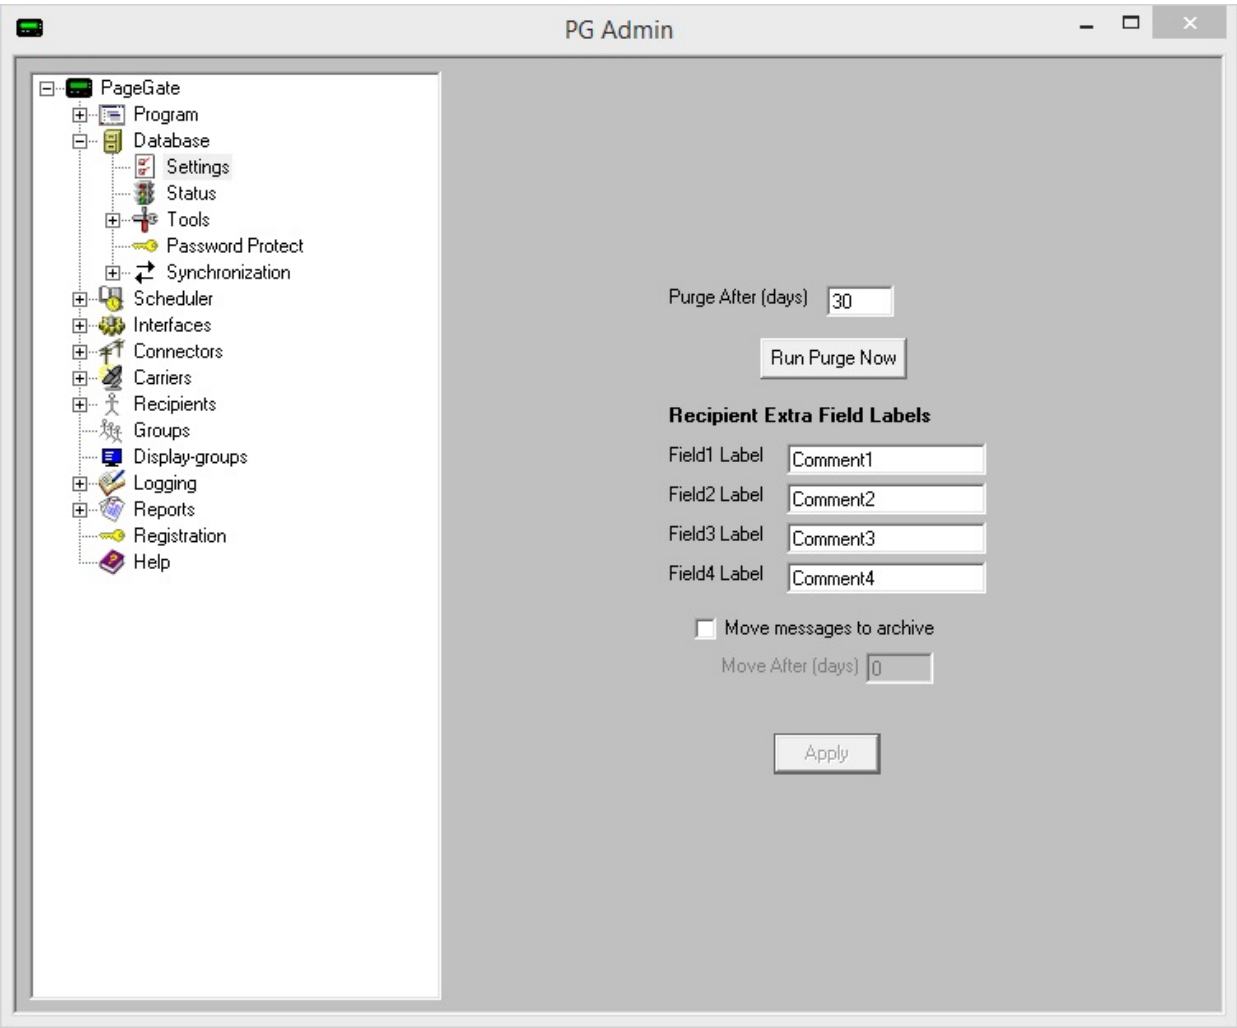 PG Admin
PageGate
Program
Database
Settings
Status
Tools
Password Protect
Synchronization
Scheduler
Interfaces
Connectors
Carriers
Recipients
Groups
Display-groups
Logging
Reports
Registration
Help
Purge After (days) 30
Run Purge Now
Recipient Extra Field Labels
Field1 Label Comment1
Field2 Label Comment2
Field3 Label Comment3
Field4 Label Comment4
Move messages to archive
Move After (days) 0
Apply